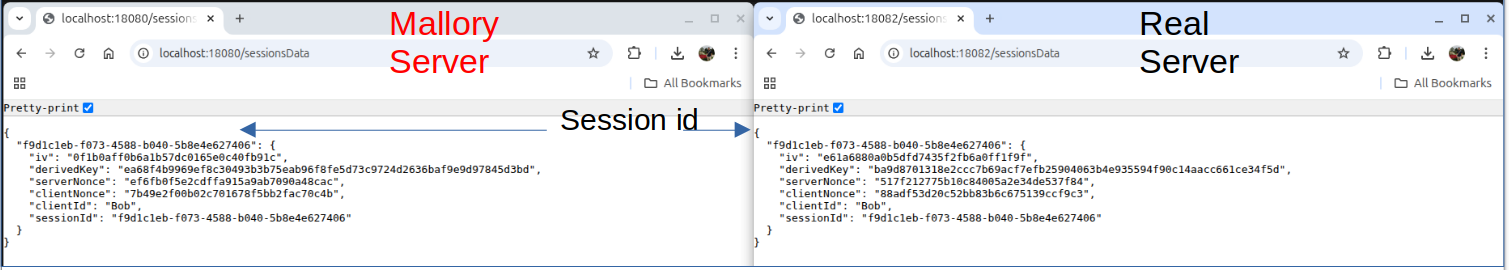 localhost:18080/sessions
Mallory
Server
localhost:18080/sessionsData
All Bookmarks
Pretty-print
{
"f9d1c1eb-f073-4588-b040-5b8e4e627406": {
"iv": "0f1b0aff0b6a1b57dc0165e0c40fb91c",
"derivedKey": "ea68f4b9969ef8c30493b3b75eab96f8fe5d73c9724d2636baf9e9d97845d3bd",
"serverNonce": "ef6fb0f5e2cdffa915a9ab7090a48cac",
"clientNonce": "7b49e2f00b02c701678f5bb2fac70c4b",
"clientId": "Bob",
"sessionId": "f9d1c1eb-f073-4588-b040-5b8e4e627406"
}
}
Session id
localhost:18082/sessions
Real
Server
localhost:18082/sessionsData
All Bookmarks
Pretty-print
{
"f9d1c1eb-f073-4588-b040-5b8e4e627406": {
"iv": "e61a6880a0b5dfd7435f2fb6a0ff1f9f",
"derivedKey": "ba9d8701318e2ccc7b69acf7efb25904063b4e935594f90c14aacc661ce34f5d",
"serverNonce": "517f212775b10c84005a2e34de537f84",
"clientNonce": "88adf53d20c52bb83b6c675139ccf9c3",
"clientId": "Bob",
"sessionId": "f9d1c1eb-f073-4588-b040-5b8e4e627406"
}
}